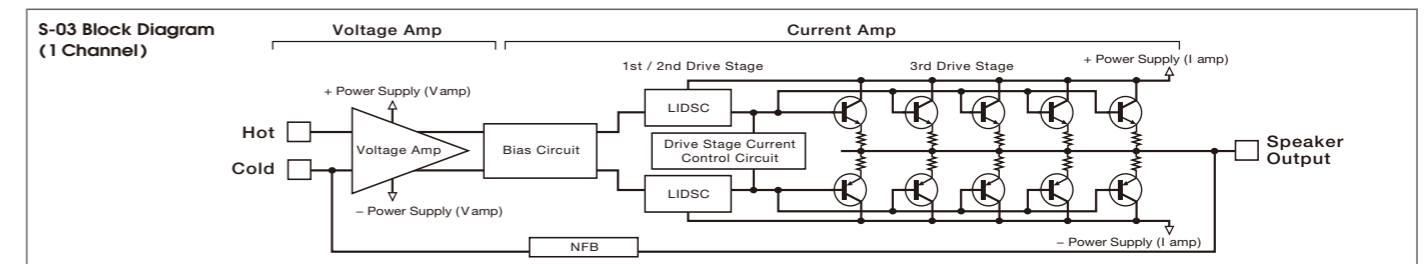 S-03 Block Diagram
(1 Channel)
Voltage Amp
Current Amp
1st / 2nd Drive Stage
3rd Drive Stage
+ Power Supply (I amp)
+ Power Supply (Vamp)
LIDSC
Hot
Voltage Amp
Bias Circuit
Drive Stage Current
Control Circuit
Speaker
Output
Cold
LIDSC
– Power Supply (Vamp)
– Power Supply (I amp)
NFB